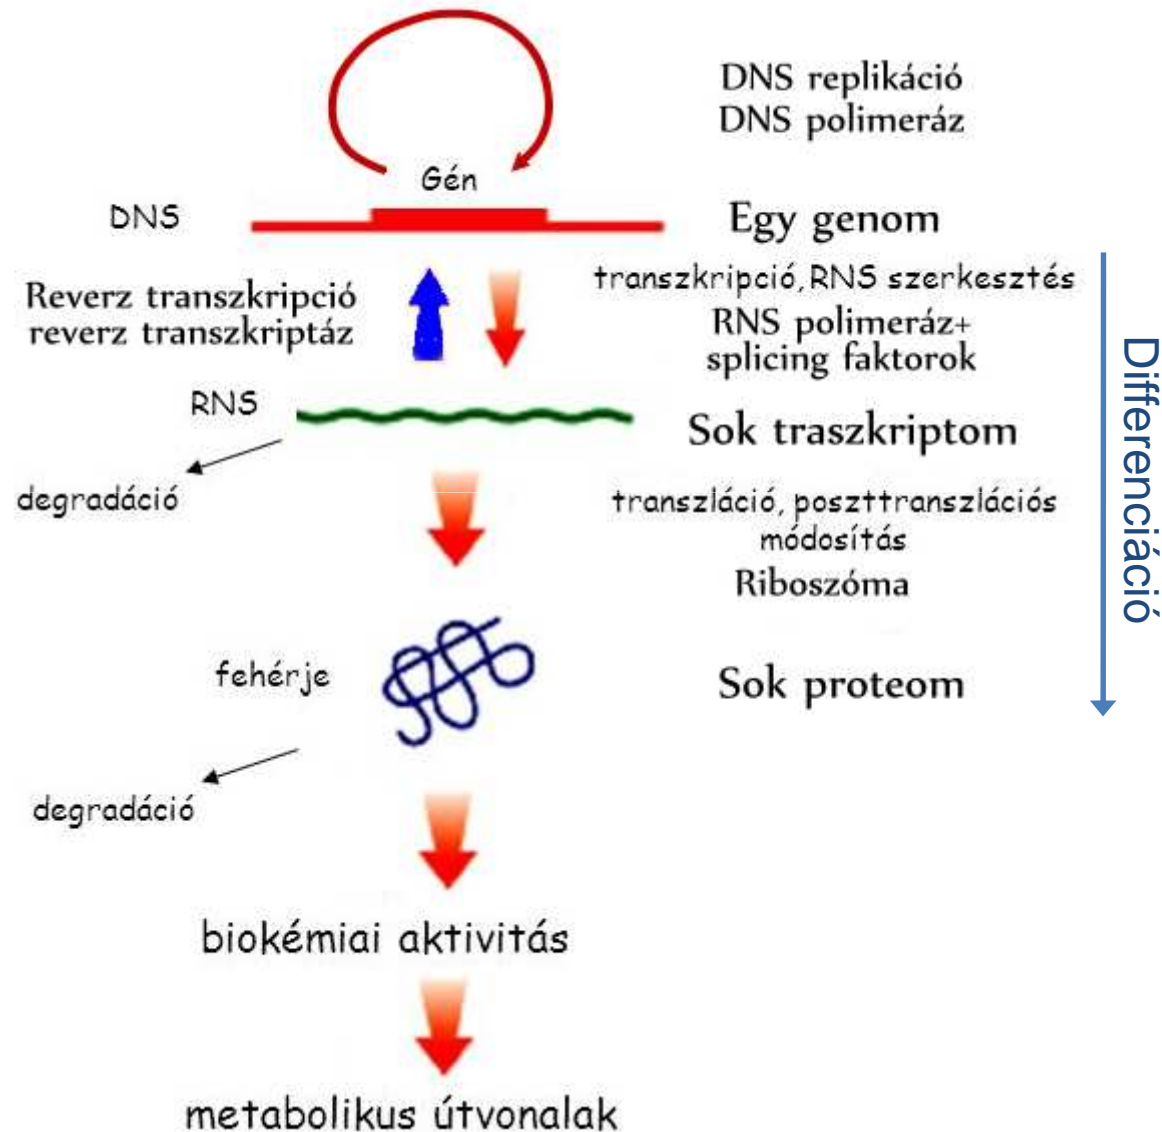 DNS replikáció
DNS polimeráz
Gén
DNS
Egy genom
transzkripció, RNS szerkesztés
Reverz transzkripció
reverz transzkriptáz
RNS polimeráz+
splicing faktorok
RNS
Sok traszkriptom
degradáció
transzláció, poszttranszlációs
módosítás
Riboszóma
Differenciáció
fehérje
Sok proteom
degradáció
biokémiai aktivitás
metabolikus útvonalak